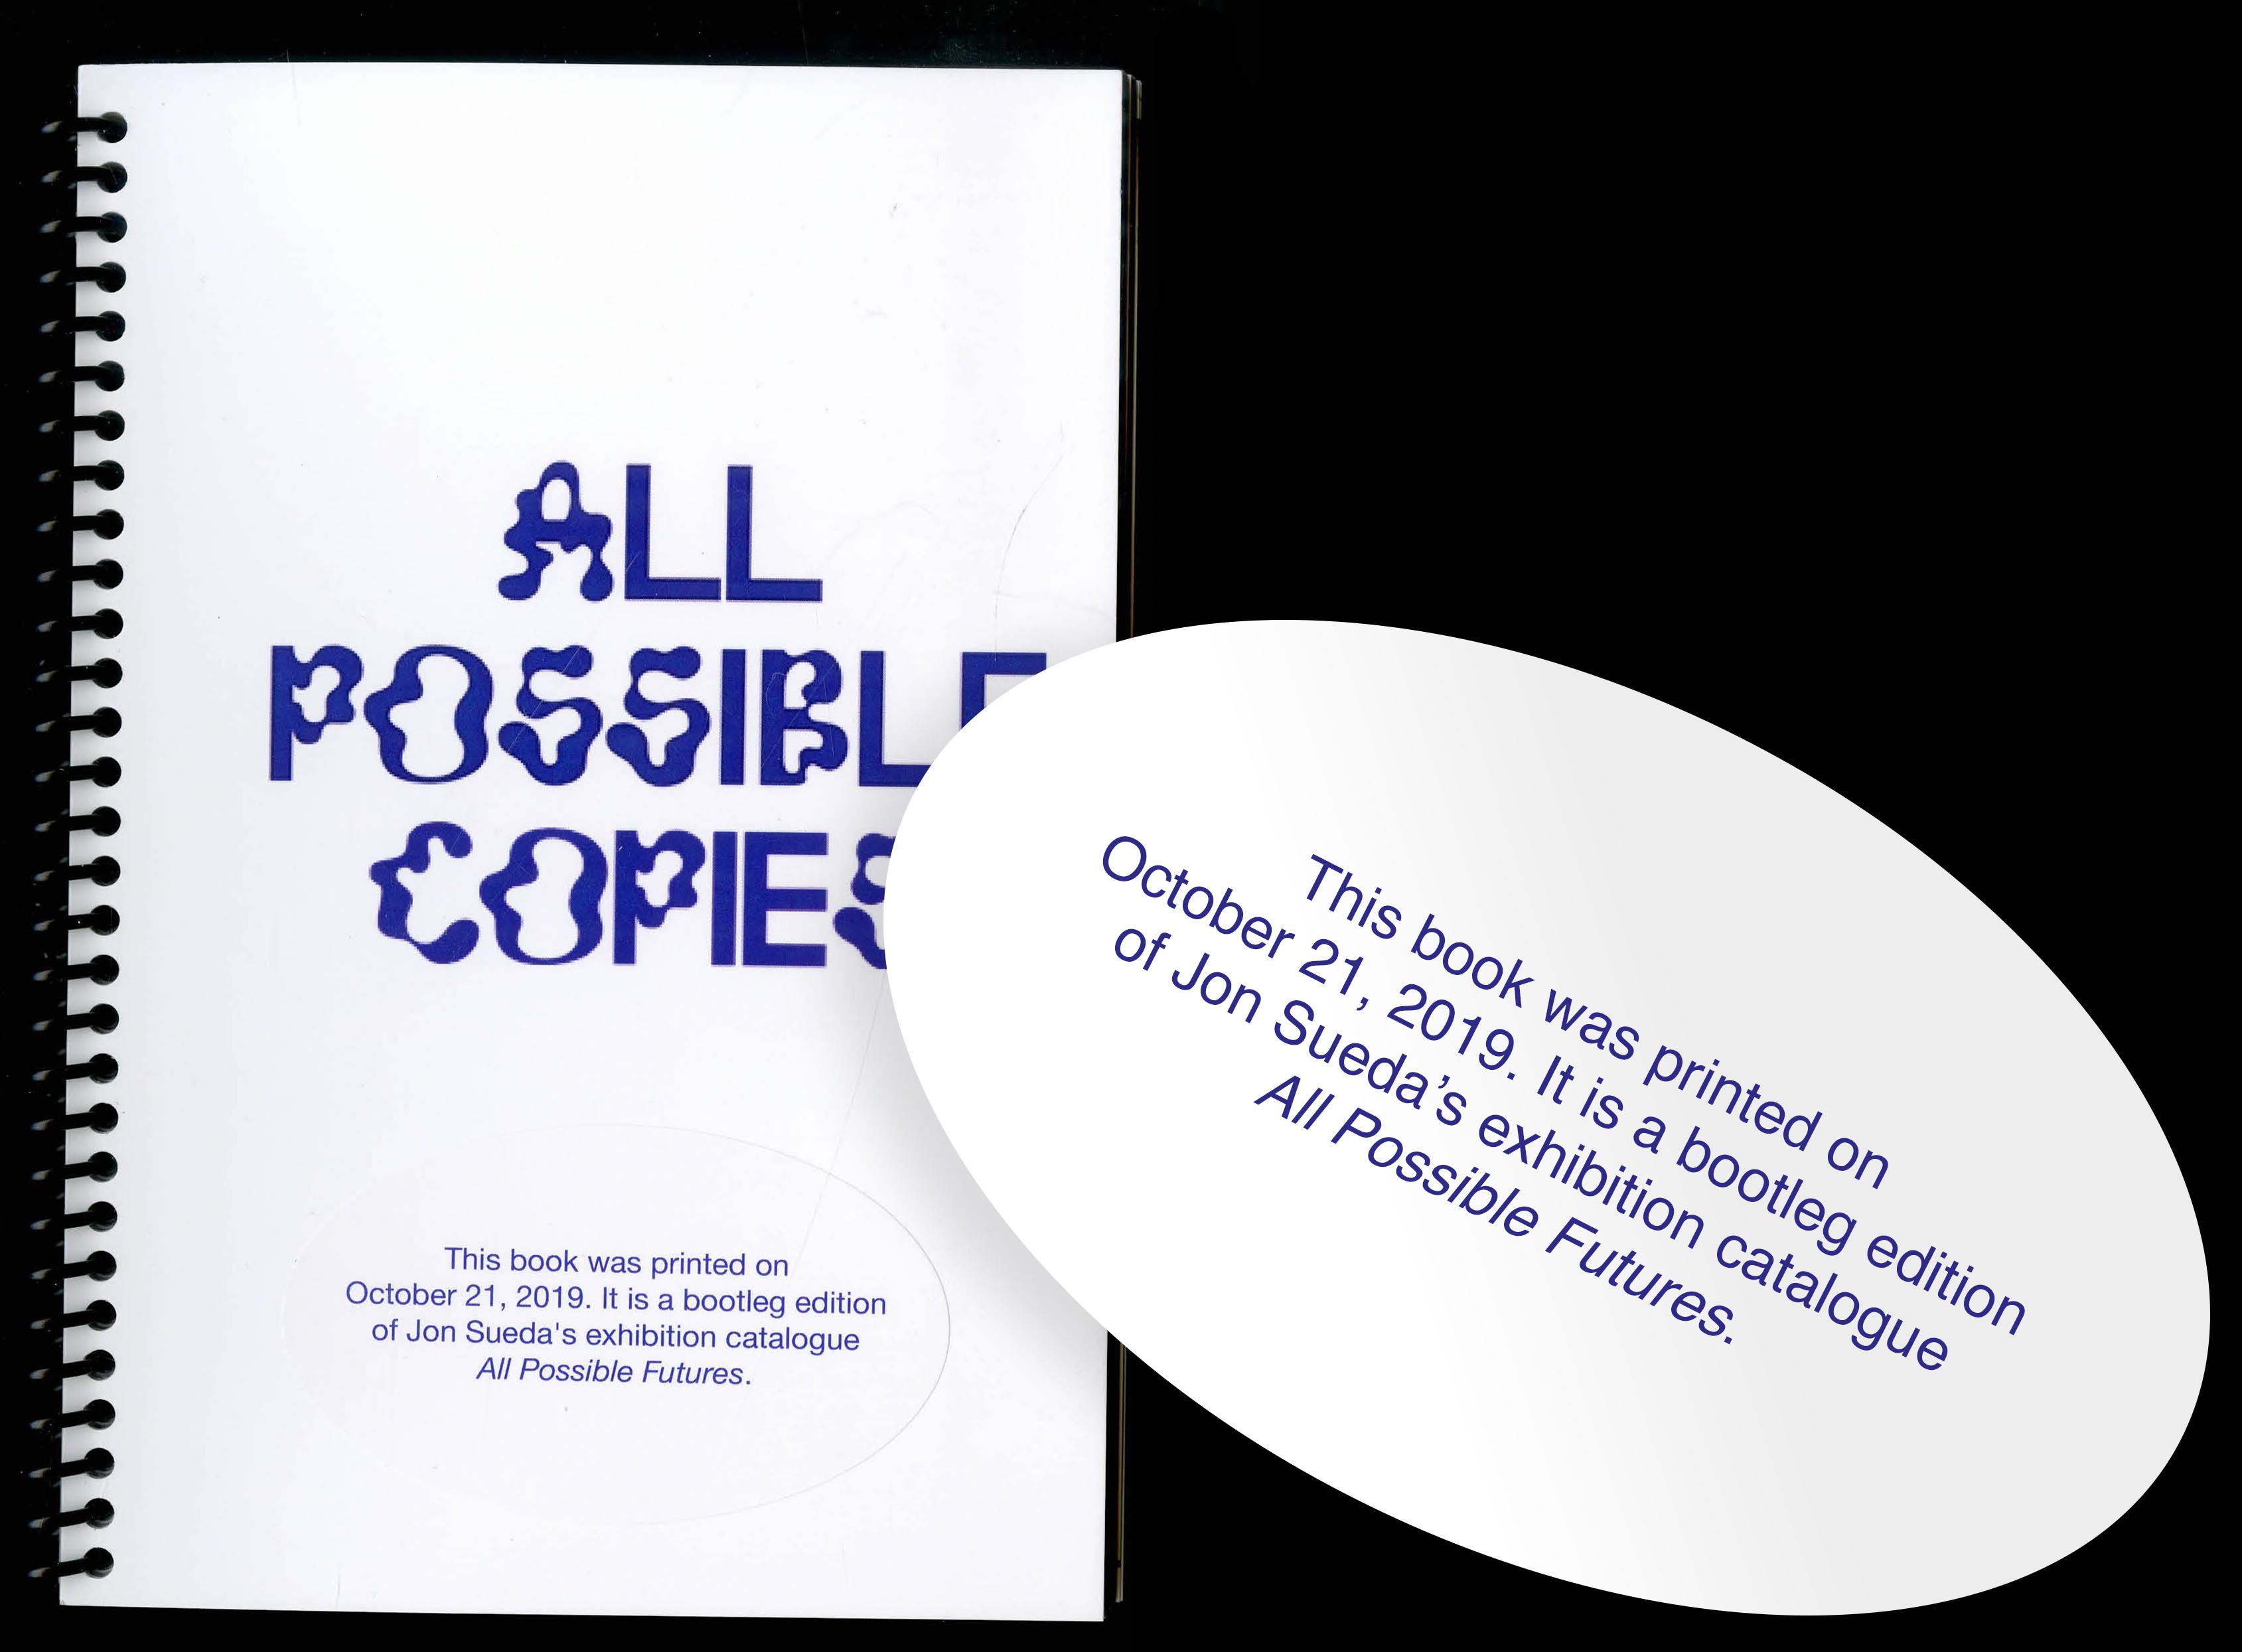 ALL
POSSIBLE
COPIES
This book was printed on
October 21, 2019. It is a bootleg edition
of Jon Sueda's exhibition catalogue
All Possible Futures.
This book was printed on
October 21, 2019. It is a bootleg edition
of Jon Sueda’s exhibition catalogue
All Possible Futures.